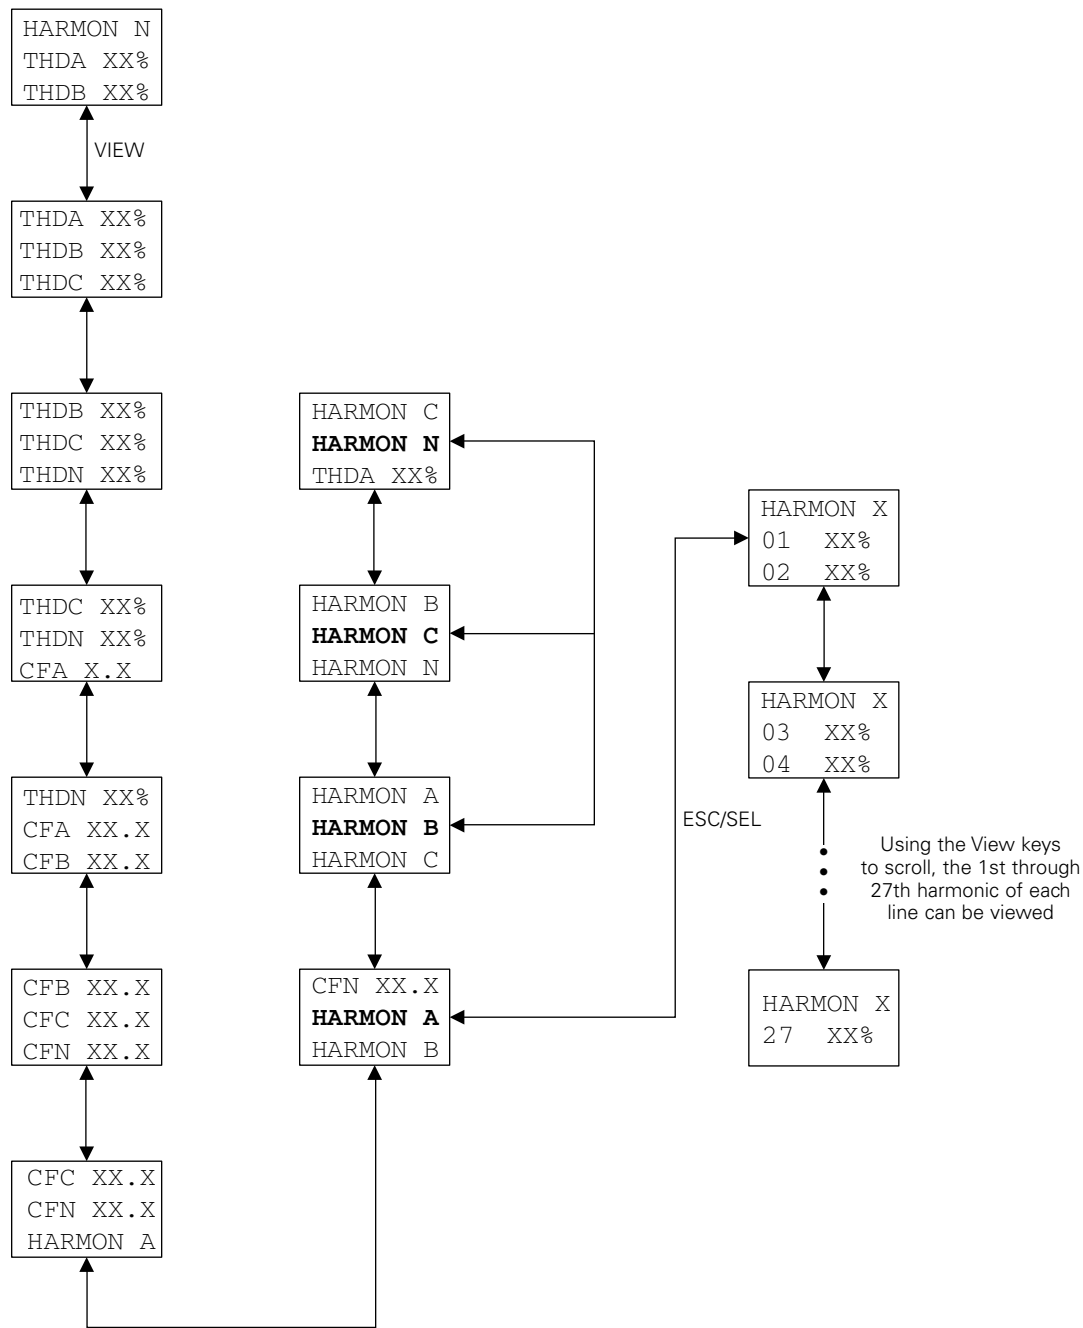 HARMON N
THDA XX%
THDB XX%
VIEW
THDA XX%
THDB XX%
THDC XX%
THDB XX%
THDC XX%
THDN XX%
THDC XX%
THDN XX%
CFA X.X
THDN XX%
CFA XX.X
CFB XX.X
CFB XX.X
CFC XX.X
CFN XX.X
CFC XX.X
CFN XX.X
HARMON A
HARMON C
HARMON N
THDA XX%
HARMON B
HARMON C
HARMON N
HARMON A
HARMON B
HARMON C
CFN XX.X
HARMON A
HARMON B
ESC/SEL
HARMON X
01 XX%
02 XX%
HARMON X
03 XX%
04 XX%
Using the View keys
to scroll, the 1st through
27th harmonic of each
line can be viewed
HARMON X
27 XX%